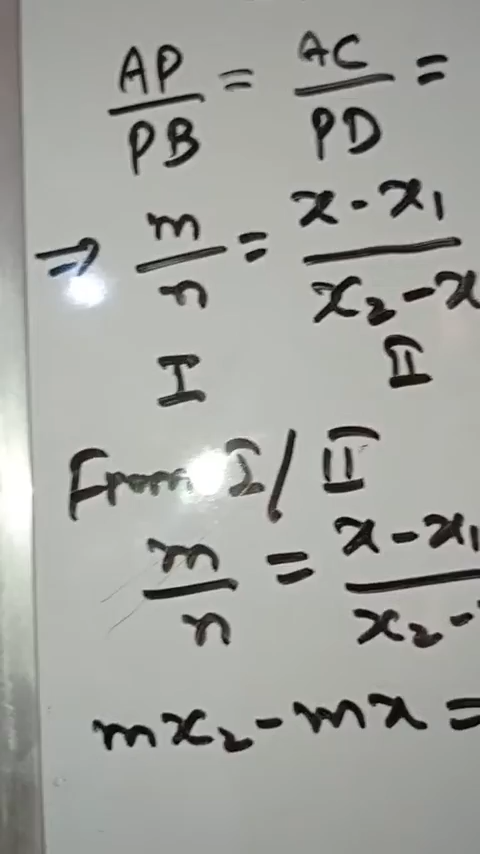 AP/PB = AC/PD =
⇒ m/n = x - x₁/x₂ - x
I II
From I / II
m/n = x - x₁/x₂ -
mx₂ - mx =